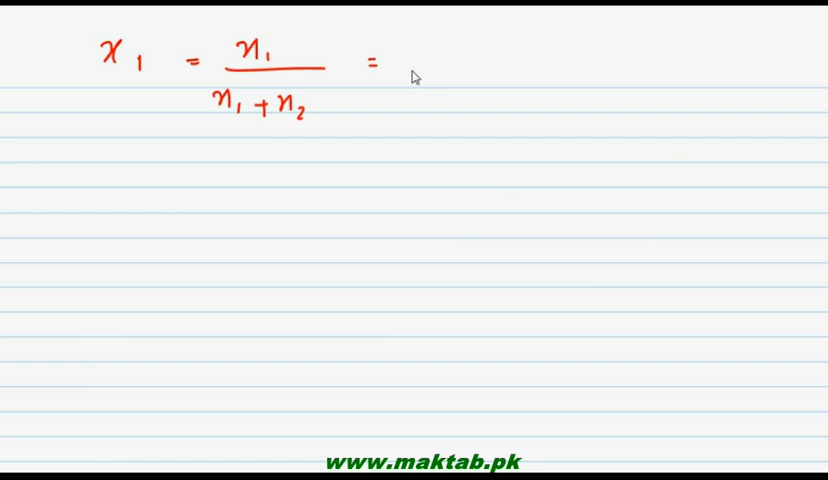 x₁ = n₁ / (n₁ + n₂) =
www.maktab.pk